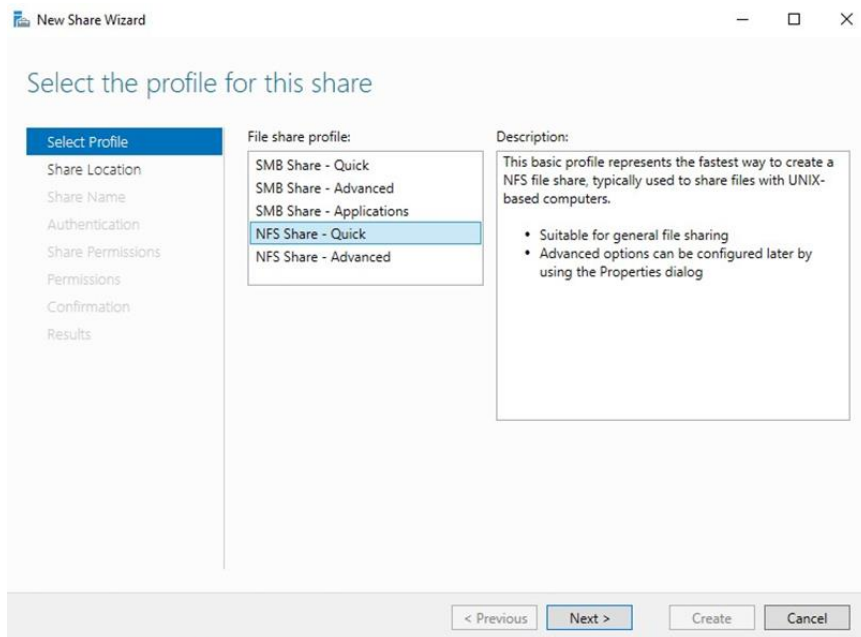 New Share Wizard
Select the profile for this share
Select Profile
Share Location
Share Name
Authentication
Share Permissions
Permissions
Confirmation
Results
File share profile:
SMB Share - Quick
SMB Share - Advanced
SMB Share - Applications
NFS Share - Quick
NFS Share - Advanced
Description:
This basic profile represents the fastest way to create a
NFS file share, typically used to share files with UNIX-
based computers.
• Suitable for general file sharing
• Advanced options can be configured later by
using the Properties dialog
< Previous
Next >
Create
Cancel